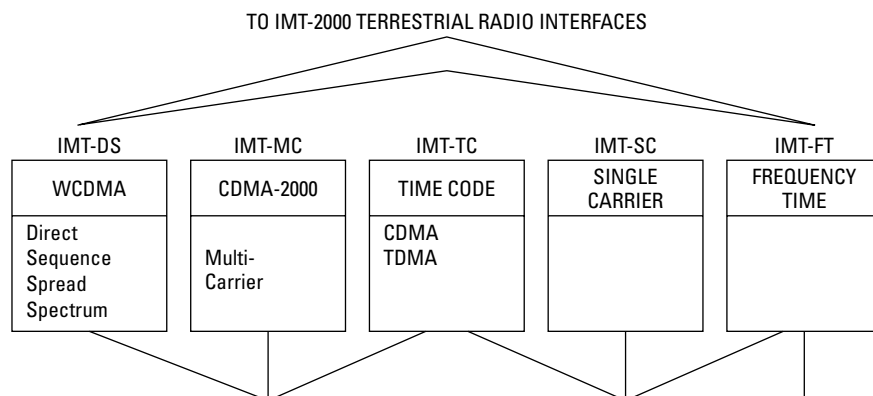 TO IMT-2000 TERRESTRIAL RADIO INTERFACES
IMT-DS
IMT-MC
IMT-TC
IMT-SC
IMT-FT
WCDMA
CDMA-2000
TIME CODE
SINGLE
CARRIER
FREQUENCY
TIME
Direct
Sequence
Spread
Spectrum
Multi-
Carrier
CDMA
TDMA